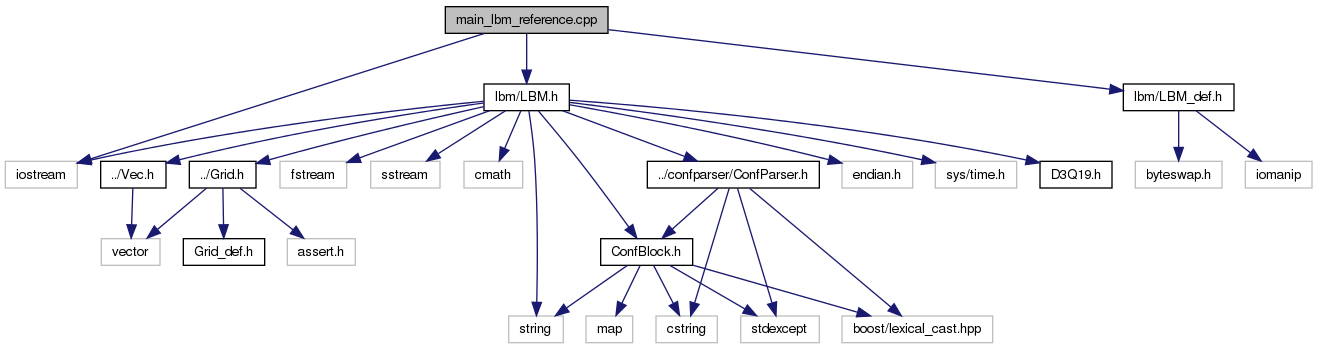 main_lbm_reference.cpp
lbm/LBM.h
lbm/LBM_def.h
iostream
../Vec.h
../Grid.h
fstream
sstream
cmath
../confparser/ConfParser.h
endian.h
sys/time.h
D3Q19.h
byteswap.h
iomanip
vector
Grid_def.h
assert.h
ConfBlock.h
string
map
cstring
stdexcept
boost/lexical_cast.hpp